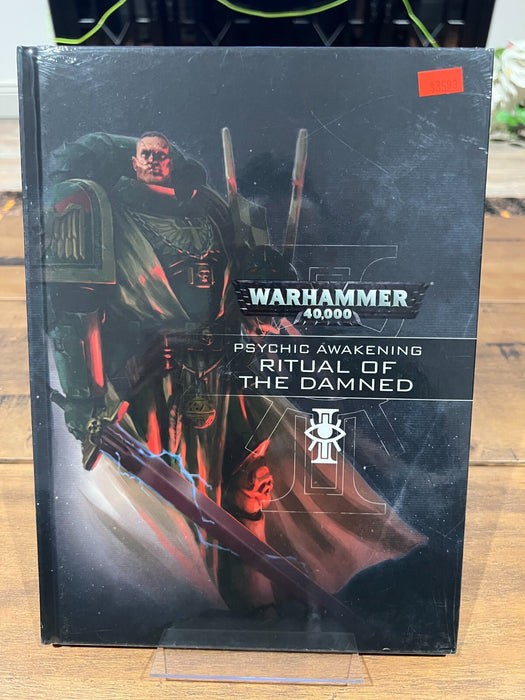 WARHAMMER
40,000
PSYCHIC AWAKENING
RITUAL OF
THE DAMNED